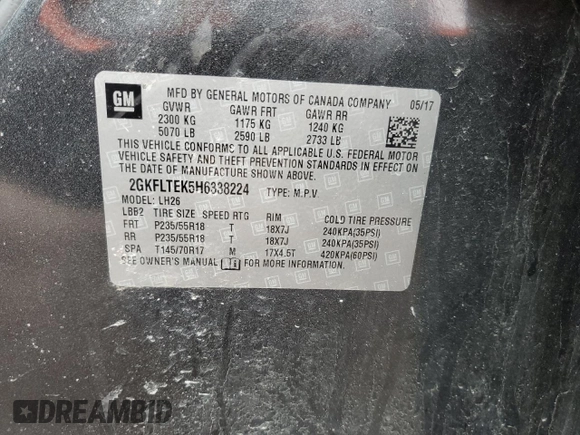 GM
MFD BY GENERAL MOTORS OF CANADA COMPANY 05/17
GVWR GAWR FRT GAWR RR
2300 KG 1175 KG 1240 KG
5070 LB 2590 LB 2733 LB
THIS VEHICLE CONFORMS TO ALL APPLICABLE U.S. FEDERAL MOTOR
VEHICLE SAFETY AND THEFT PREVENTION STANDARDS IN EFFECT ON
THE DATE OF MANUFACTURE SHOWN ABOVE.
2GKFLTEK5H6338224 TYPE: M.P.V
MODEL: LH26
LBB2 TIRE SIZE SPEED RTG RIM COLD TIRE PRESSURE
FRT P235/55R18 T 18X7J 240KPA(35PSI)
RR P235/55R18 T 18X7J 240KPA(35PSI)
SPA T145/70R17 M 17X4.5T 420KPA(60PSI)
SEE OWNER'S MANUAL FOR MORE INFORMATION.
DREAMBID